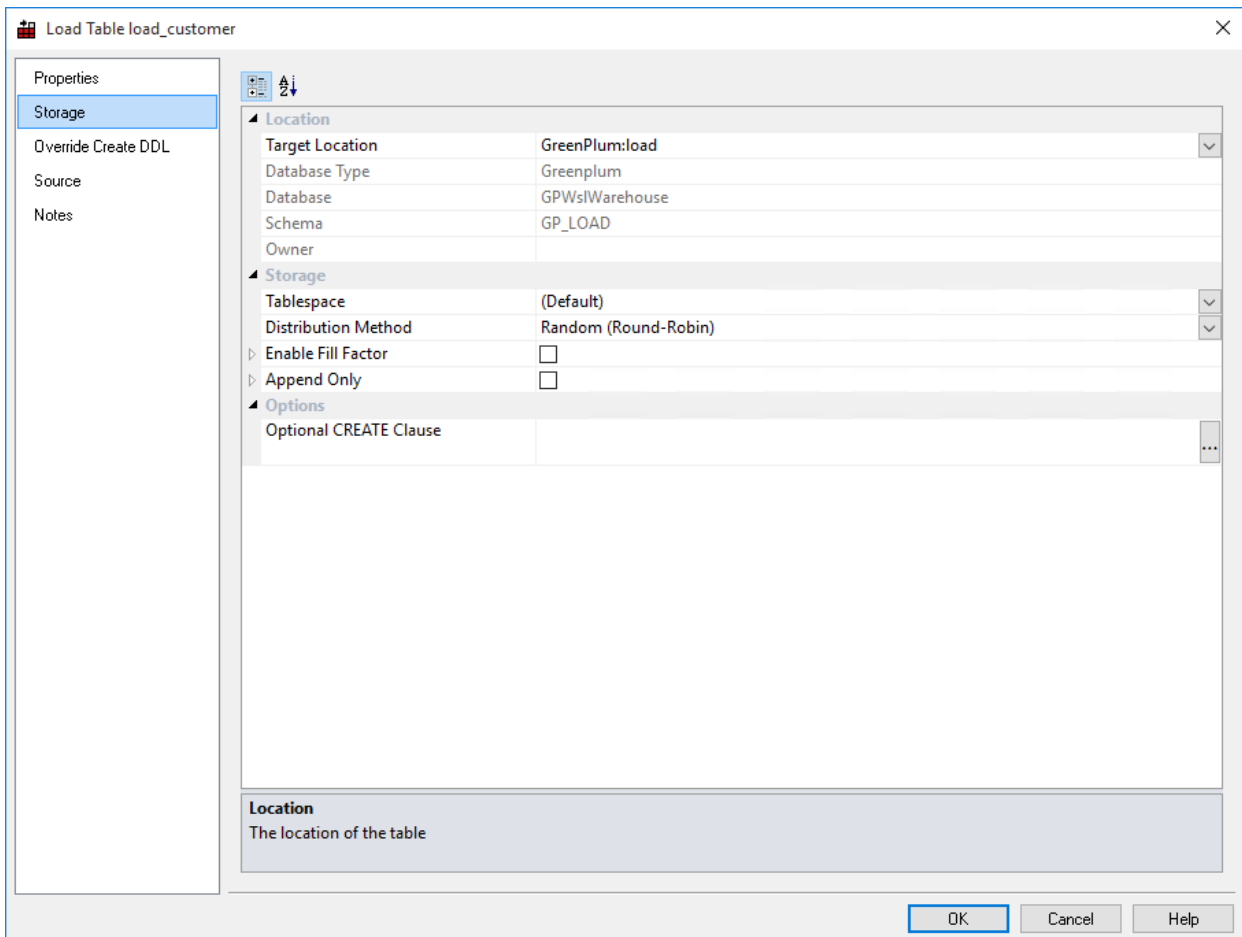 Load Table load_customer
Properties
Storage
Override Create DDL
Source
Notes
Location
Target Location GreenPlum:load
Database Type Greenplum
Database GPWslWarehouse
Schema GP_LOAD
Owner
Storage
Tablespace (Default)
Distribution Method Random (Round-Robin)
Enable Fill Factor
Append Only
Options
Optional CREATE Clause
...
Location
The location of the table
OK Cancel Help